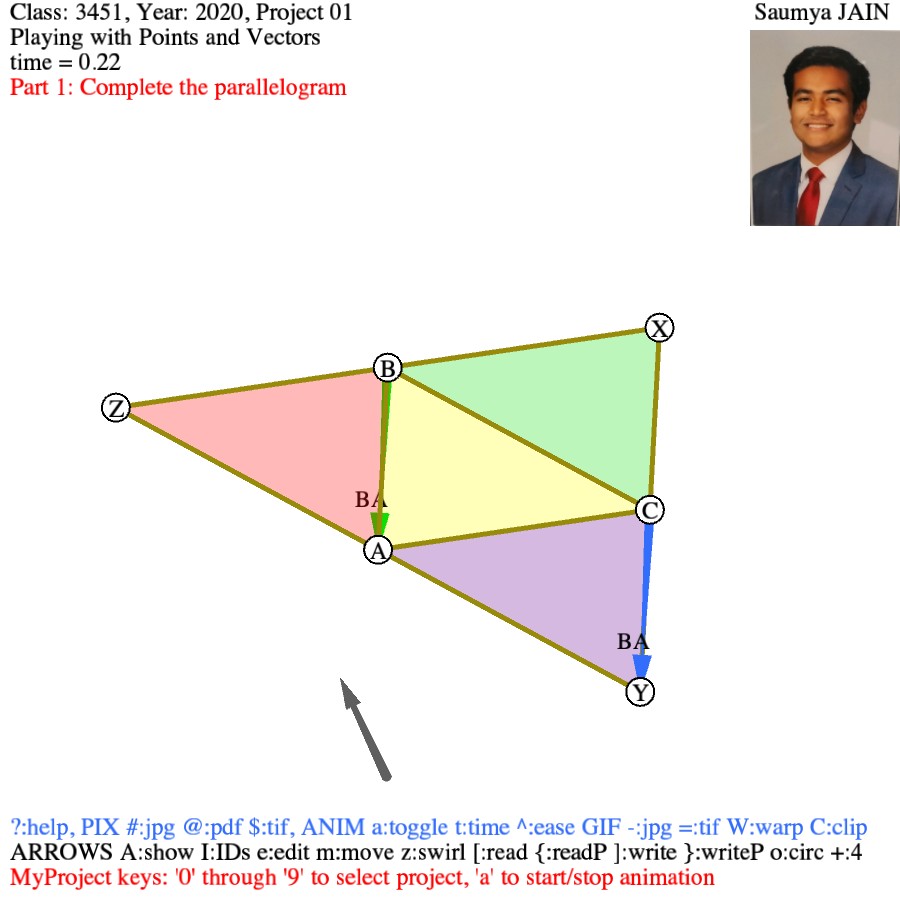 Class: 3451, Year: 2020, Project 01
Saumya JAIN
Playing with Points and Vectors
time = 0.22
Part 1: Complete the parallelogram
X
B
Z
BA
C
A
BA
Y
?:help, PIX #:jpg @:pdf $:tif, ANIM a:toggle t:time ^:ease GIF -:jpg =:tif W:warp C:clip
ARROWS A:show I:IDs e:edit m:move z:swirl [:read {:readP ]:write }:writeP o:circ +:4
MyProject keys: '0' through '9' to select project, 'a' to start/stop animation